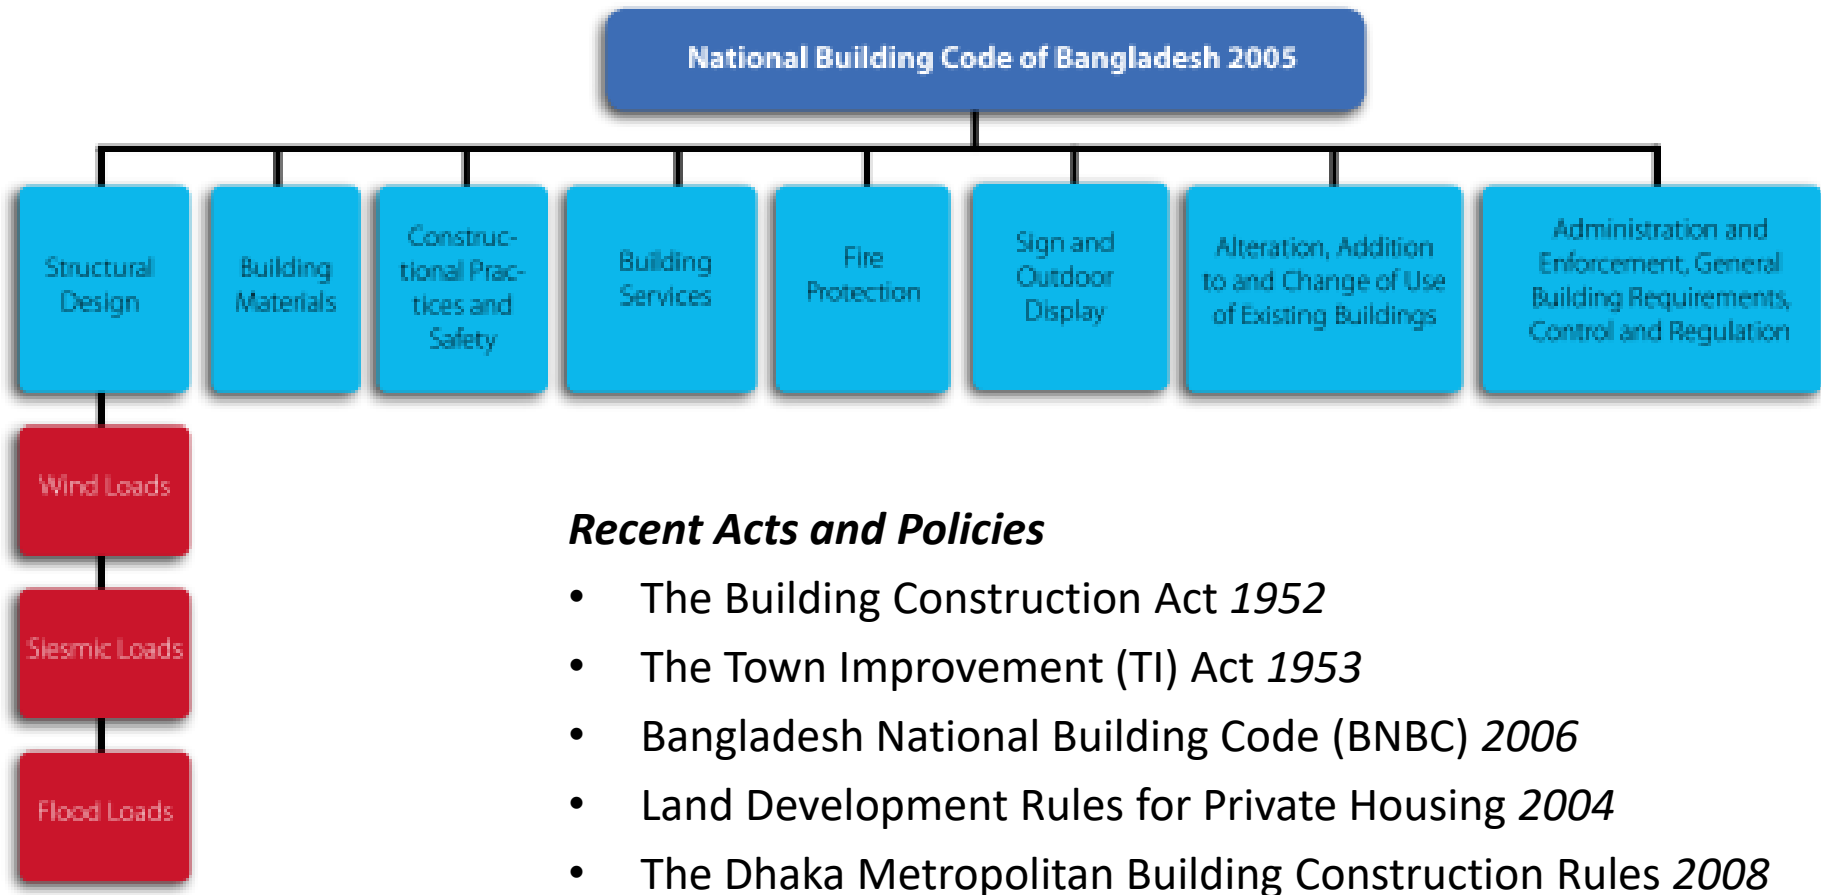 National Building Code of Bangladesh 2005
Structural
Design
Building
Materials
Construc-
tional Prac-
tices and
Safety
Building
Services
Fire
Protection
Sign and
Outdoor
Display
Alteration, Addition
to and Change of Use
of Existing Buildings
Administration and
Enforcement, General
Building Requirements,
Control and Regulation
Wind Loads
Siesmic Loads
Flood Loads
Recent Acts and Policies
• The Building Construction Act 1952
• The Town Improvement (TI) Act 1953
• Bangladesh National Building Code (BNBC) 2006
• Land Development Rules for Private Housing 2004
• The Dhaka Metropolitan Building Construction Rules 2008